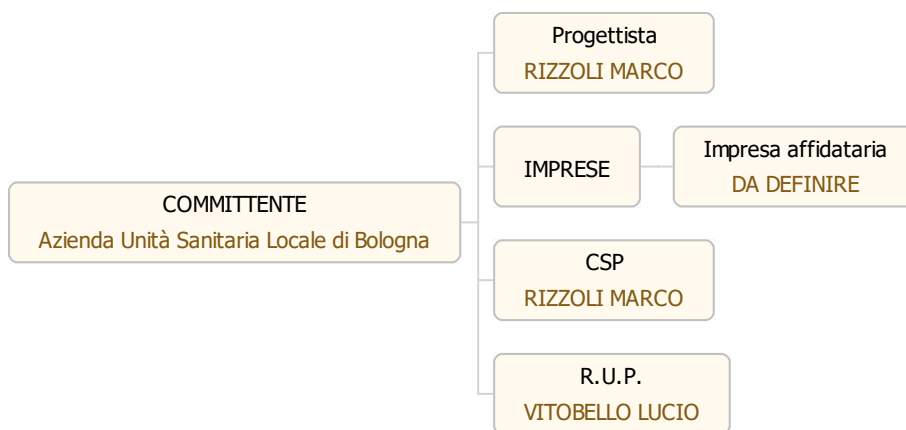 Progettista
RIZZOLI MARCO
IMPRESE
Impresa affidataria
DA DEFINIRE
COMMITTENTE
Azienda Unità Sanitaria Locale di Bologna
CSP
RIZZOLI MARCO
R.U.P.
VITOBELLO LUCIO